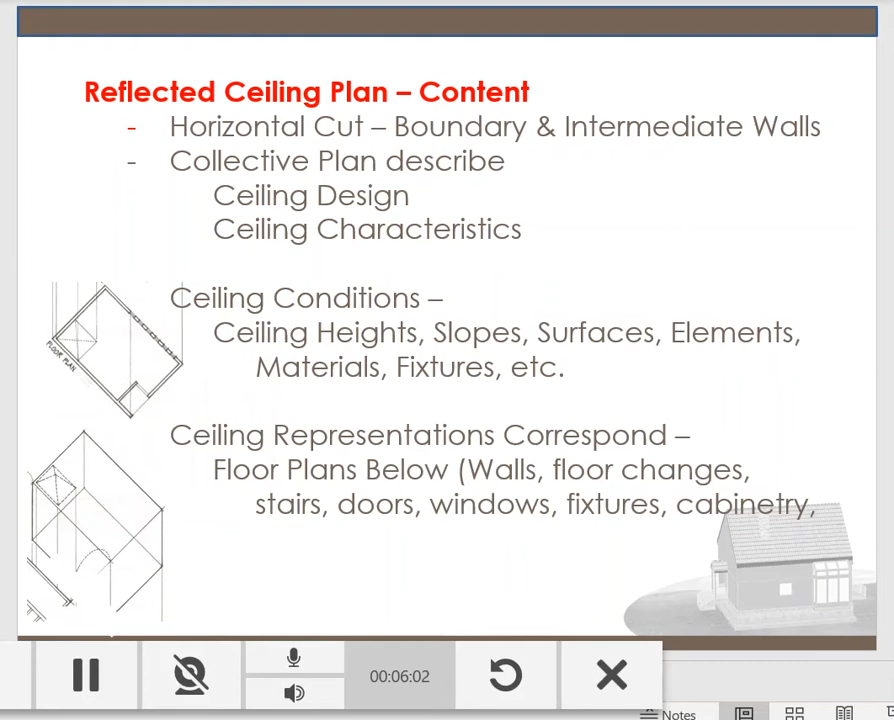 Reflected Ceiling Plan – Content
- Horizontal Cut – Boundary & Intermediate Walls
- Collective Plan describe
Ceiling Design
Ceiling Characteristics
Ceiling Conditions –
Ceiling Heights, Slopes, Surfaces, Elements,
Materials, Fixtures, etc.
FLOOR PLAN
Ceiling Representations Correspond –
Floor Plans Below (Walls, floor changes,
stairs, doors, windows, fixtures, cabinetry,
00:06:02
Notes